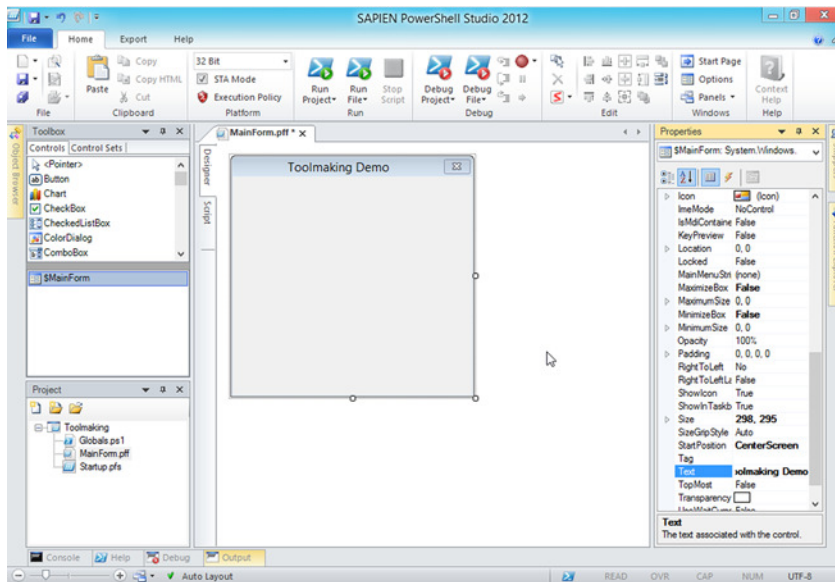 SAPIEN PowerShell Studio 2012
File Home Export Help
Paste
Copy
Copy HTML
Cut
32 Bit
STA Mode
Execution Policy
Run Project
Run File
Stop Script
Debug Project
Debug File
Start Page
Options
Panels
Context Help
File Clipboard Platform Run Debug Edit Windows Help
Object Browser
Toolbox
Controls Control Sets
<Pointer>
Button
Chart
CheckBox
CheckedListBox
ColorDialog
ComboBox
$MainForm
Project
Toolmaking
Globals.ps1
MainForm.pff
Startup.pfs
MainForm.pff *
Designer
Script
Toolmaking Demo
Properties
$MainForm: System.Windows.
Icon (Icon)
ImeMode NoControl
IsMdiContaine False
KeyPreview False
Location 0, 0
Locked False
MainMenuStri (none)
MaximizeBox False
MaximumSize 0, 0
MinimizeBox False
MinimumSize 0, 0
Opacity 100%
Padding 0, 0, 0, 0
RightToLeft No
RightToLeftLa False
ShowIcon True
ShowInTaskb True
Size 298, 295
SizeGripStyle Auto
StartPosition CenterScreen
Tag
Text oolmaking Demo
TopMost False
Transparency
Text
The text associated with the control.
Console Help Debug Output
Auto Layout
READ OVR CAP NUM UTF-8